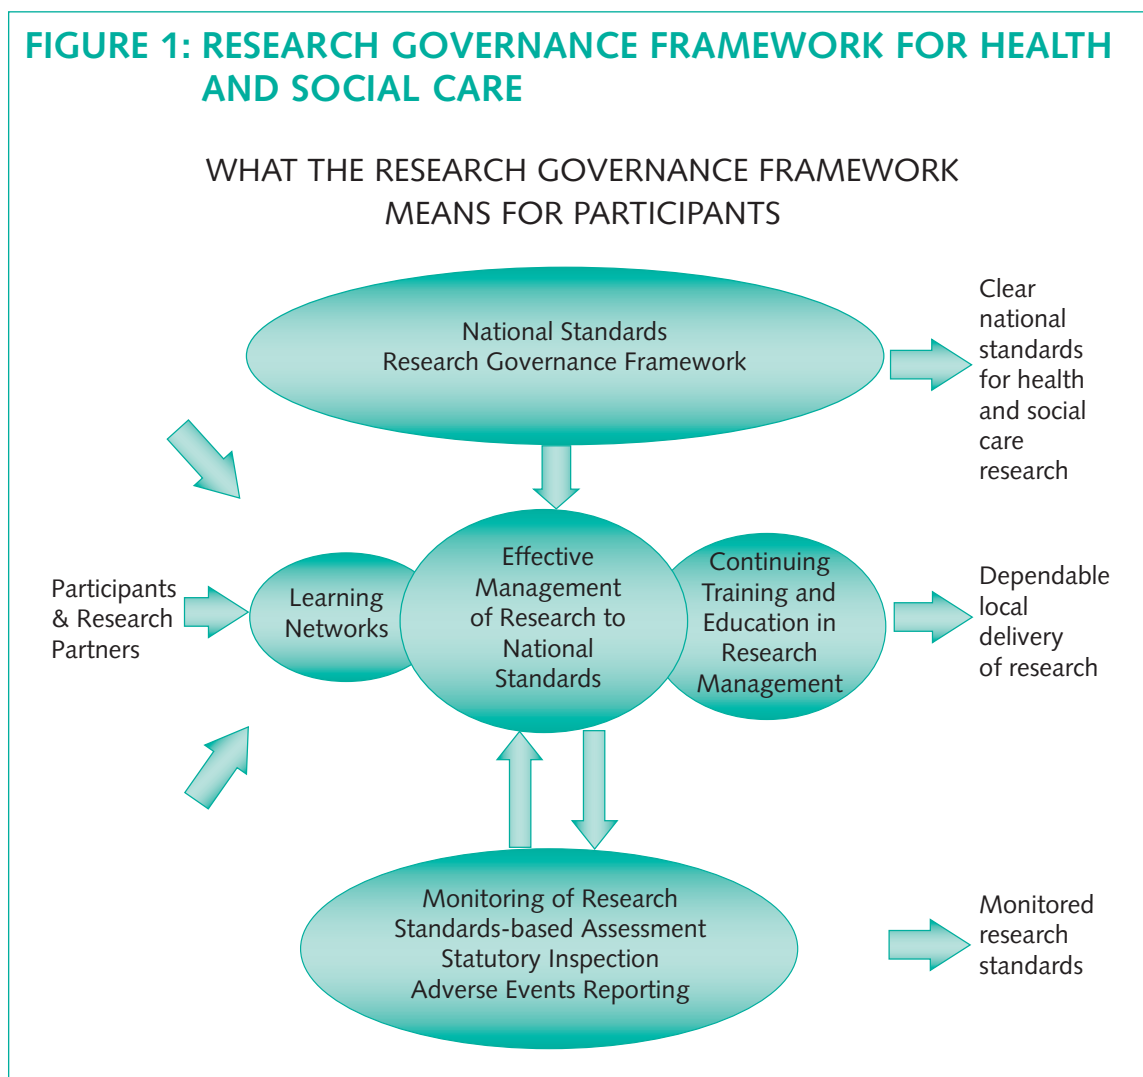 FIGURE 1: RESEARCH GOVERNANCE FRAMEWORK FOR HEALTH
AND SOCIAL CARE
WHAT THE RESEARCH GOVERNANCE FRAMEWORK
MEANS FOR PARTICIPANTS
National Standards
Research Governance Framework
Clear
national
standards
for health
and social
care
research
Participants
& Research
Partners
Learning
Networks
Effective
Management
of Research to
National
Standards
Continuing
Training and
Education in
Research
Management
Dependable
local
delivery
of research
Monitoring of Research
Standards-based Assessment
Statutory Inspection
Adverse Events Reporting
Monitored
research
standards